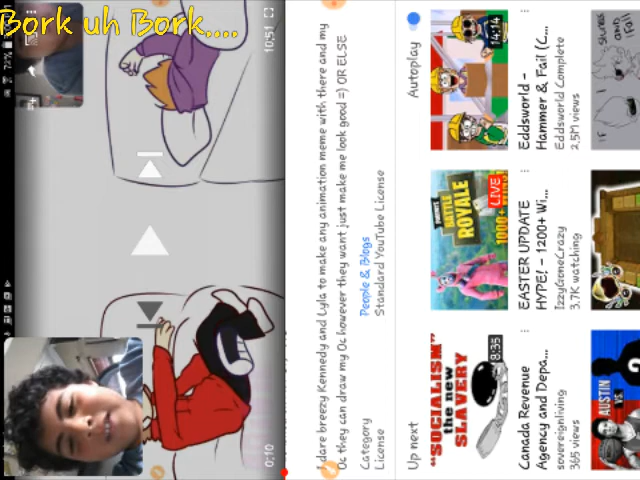 Bork uh Bork....
74%
10:51
0:10
I dare breezy Kennedy and Lyla to make any animation meme with there and my
Oc they can draw my Oc however they want just make me look good =) OR ELSE
Category
People & Blogs
License
Standard YouTube License
Up next
Autoplay
"SOCIALISM"
the new
SLAVERY
8:35
Canada Revenue
Agency and Depa...
sovereignliving
365 views
FORTNITE
BATTLE
ROYALE
LIVE
1000+ Wi
EASTER UPDATE
HYPE! - 1200+ Wi...
IzzyGameCrazy
3.7K watching
14:14
Eddsworld -
Hammer & Fail (C...
Eddsworld Complete
2.5M views
AUSTIN
VS.